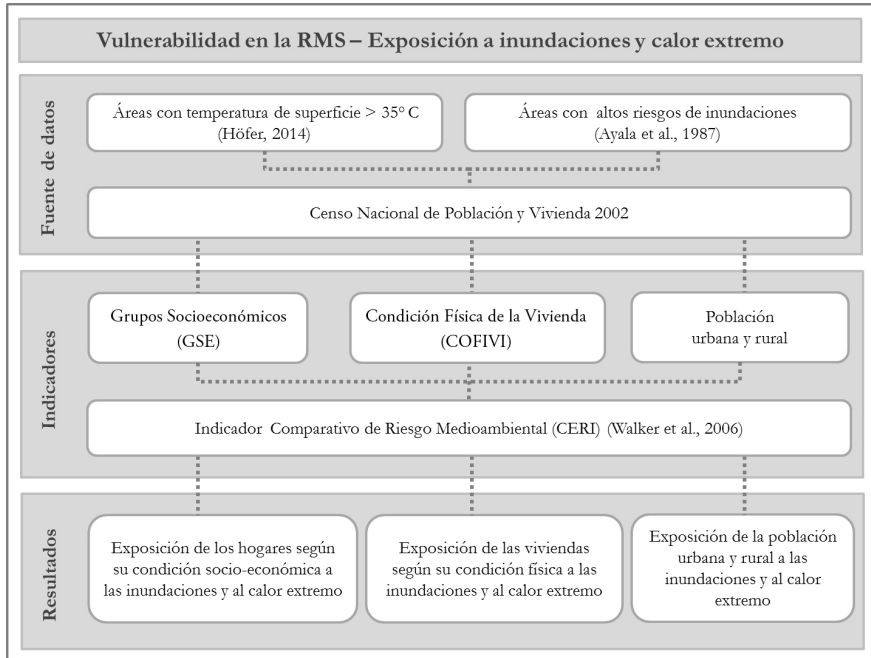 Vulnerabilidad en la RMS – Exposición a inundaciones y calor extremo
Fuente de datos
Áreas con temperatura de superficie > 35º C
(Höfer, 2014)
Áreas con altos riesgos de inundaciones
(Ayala et al., 1987)
Censo Nacional de Población y Vivienda 2002
Indicadores
Grupos Socioeconómicos
(GSE)
Condición Física de la Vivienda
(COFIVI)
Población
urbana y rural
Indicador Comparativo de Riesgo Medioambiental (CERI) (Walker et al., 2006)
Resultados
Exposición de los hogares según
su condición socio-económica a
las inundaciones y al calor extremo
Exposición de las viviendas
según su condición física a las
inundaciones y al calor extremo
Exposición de la población
urbana y rural a las
inundaciones y al calor
extremo